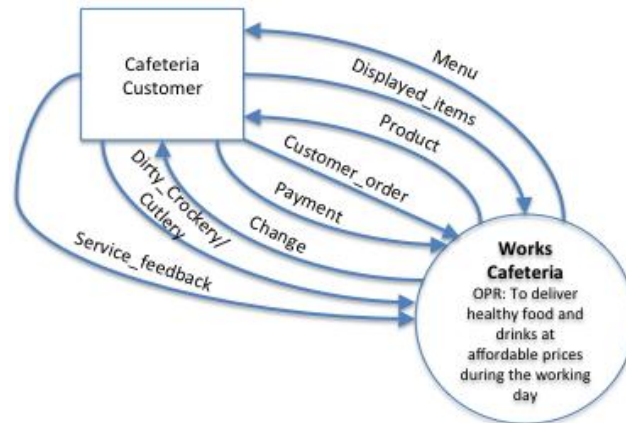 Cafeteria
Customer
Menu
Displayed_items
Product
Customer_order
Payment
Change
Dirty_Crockery/
Cutlery
Service_feedback
Works
Cafeteria
OPR: To deliver
healthy food and
drinks at
affordable prices
during the working
day